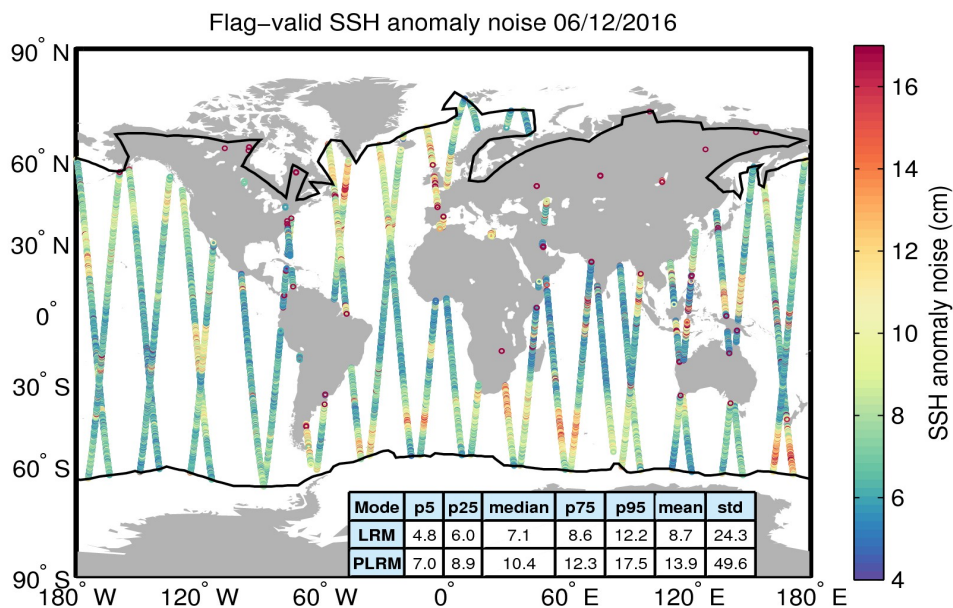 Flag−valid SSH anomaly noise 06/12/2016
90° N
60° N
30° N
0°
30° S
60° S
90° S
180° W 120° W 60° W 0° 60° E 120° E 180° E
Mode p5 p25 median p75 p95 mean std
LRM 4.8 6.0 7.1 8.6 12.2 8.7 24.3
PLRM 7.0 8.9 10.4 12.3 17.5 13.9 49.6
16
14
12
10
8
6
4
SSH anomaly noise (cm)